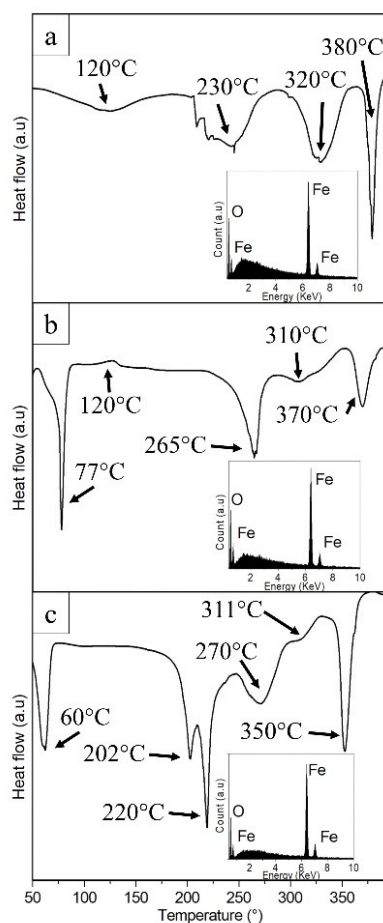 a
120°C
230°C
320°C
380°C
Heat flow (a.u)
Count (a.u)
O
Fe
Fe
Fe
2 4 6 8 10
Energy (KeV)
b
120°C
77°C
265°C
310°C
370°C
Heat flow (a.u)
Count (a.u)
O
Fe
Fe
Fe
2 4 6 8 10
Energy (KeV)
c
60°C
202°C
220°C
270°C
311°C
350°C
Heat flow (a.u)
Count (a.u)
O
Fe
Fe
Fe
2 4 6 8 10
Energy (KeV)
50 100 150 200 250 300 350
Temperature (°)